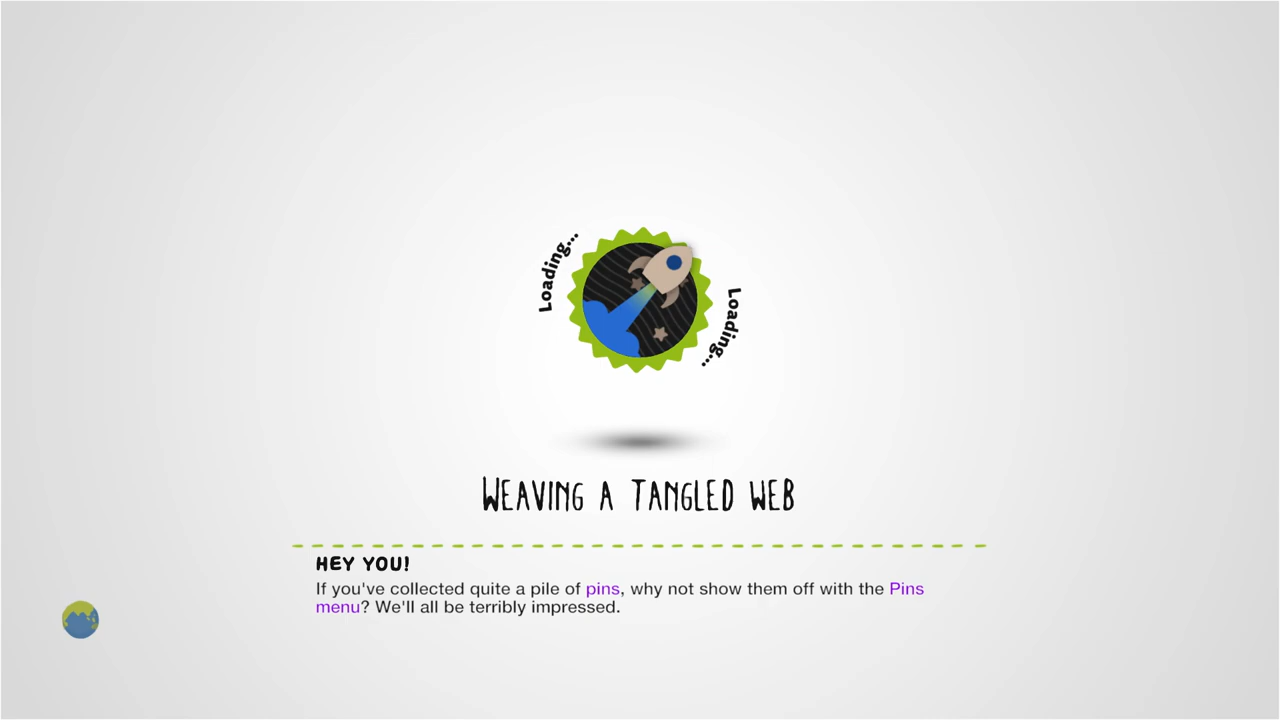 Loading...
Loading...
WEAVING A TANGLED WEB
HEY YOU!
If you've collected quite a pile of pins, why not show them off with the Pins
menu? We'll all be terribly impressed.